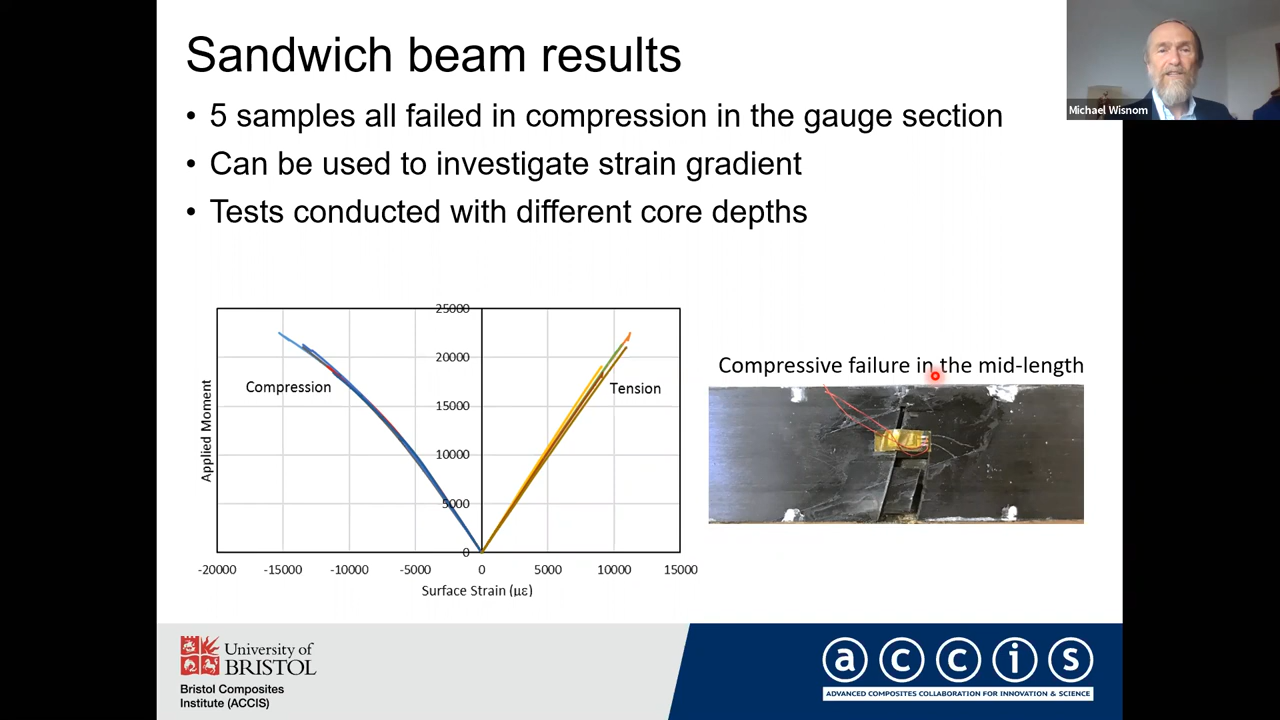 Sandwich beam results
• 5 samples all failed in compression in the gauge section
• Can be used to investigate strain gradient
• Tests conducted with different core depths
Michael Wisnom
25000
20000
15000
10000
5000
0
Applied Moment
Compression
Tension
-20000 -15000 -10000 -5000 0 5000 10000 15000
Surface Strain (με)
Compressive failure in the mid-length
University of
BRISTOL
Bristol Composites
Institute (ACCIS)
accis
ADVANCED COMPOSITES COLLABORATION FOR INNOVATION & SCIENCE